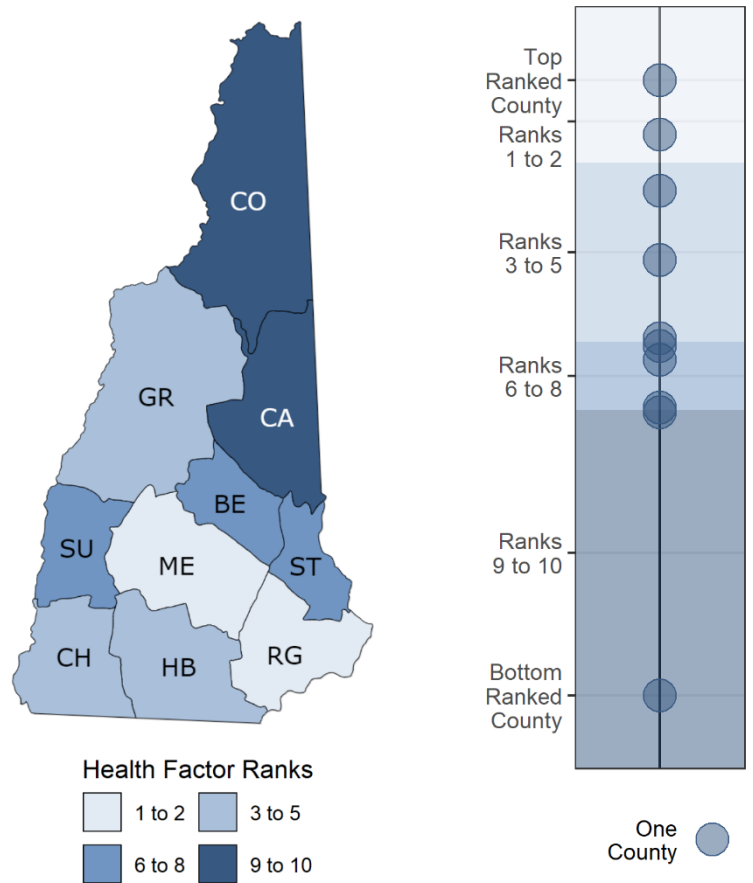 CO
GR
CA
BE
SU
ME
ST
CH
HB
RG
Health Factor Ranks
1 to 2
3 to 5
6 to 8
9 to 10
Top
Ranked
County
Ranks
1 to 2
Ranks
3 to 5
Ranks
6 to 8
Ranks
9 to 10
Bottom
Ranked
County
One
County